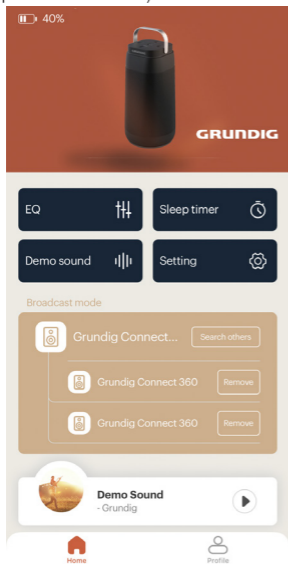 40%
GRUNDIG
EQ
Sleep timer
Demo sound
Setting
Broadcast mode
Grundig Connect...
Search others
Grundig Connect 360
Remove
Grundig Connect 360
Remove
Demo Sound
- Grundig
Home
Profile